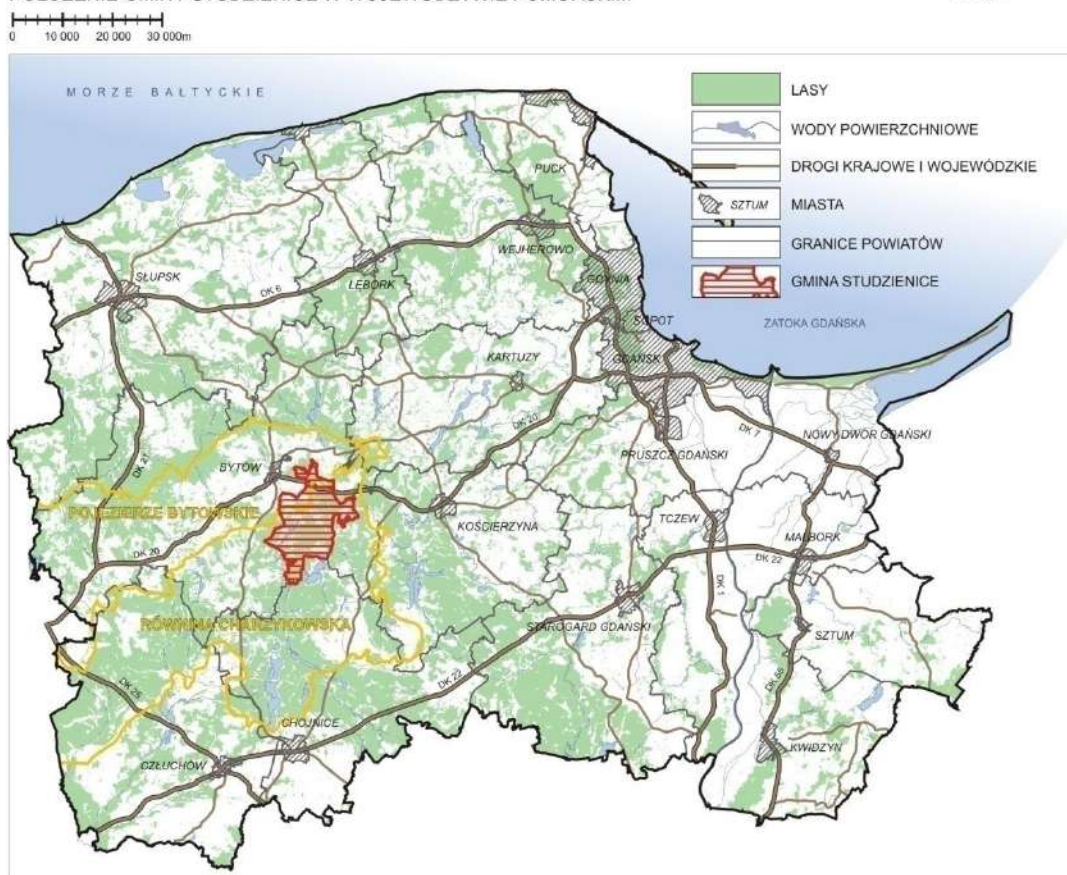 0 10 000 20 000 30 000m
MORZE BAŁTYCKIE
LASY
WODY POWIERZCHNIOWE
DROGI KRAJOWE I WOJEWÓDZKIE
SZTUM MIASTA
GRANICE POWIATÓW
GMINA STUDZIENICE
PUCK
WEJHEROWO
GDYNIA
SŁUPSK
LĘBORK
DK 6
SOPOT
ZATOKA GDAŃSKA
KARTUZY
GDAŃSK
DK 20
DK 7
NOWY DWÓR GDAŃSKI
PRUSZCZ GDAŃSKI
DK 21
BYTÓW
POJEZIERZE BYTOWSKIE
KOŚCIERZYNA
TCZEW
MALBORK
DK 20
DK 22
DK 1
RÓWNINA CHARZYKOWSKA
STAROGARD GDAŃSKI
SZTUM
DK 25
DK 22
DK 55
CHOJNICE
CZŁUCHÓW
KWIDZYN